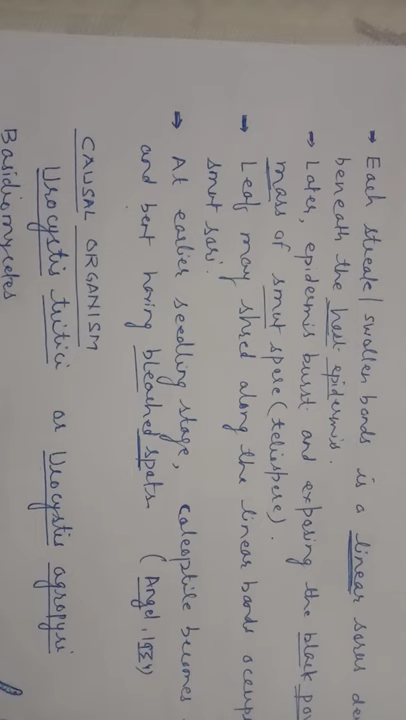 → Each streak/swollen bands is a linear sorus de
beneath the host epidermis.
→ Later, epidermis burst and exposing the black po
mass of smut spore (teliospore).
→ Leaf may shred along the linear bands occup
smut sori.
→ At earlier seedling stage, coleoptile becomes
and bent having bleached spots (Angel, 1934)
CAUSAL ORGANISM
Urocystis tritici or Urocystis agropyri
Basidiomycetes